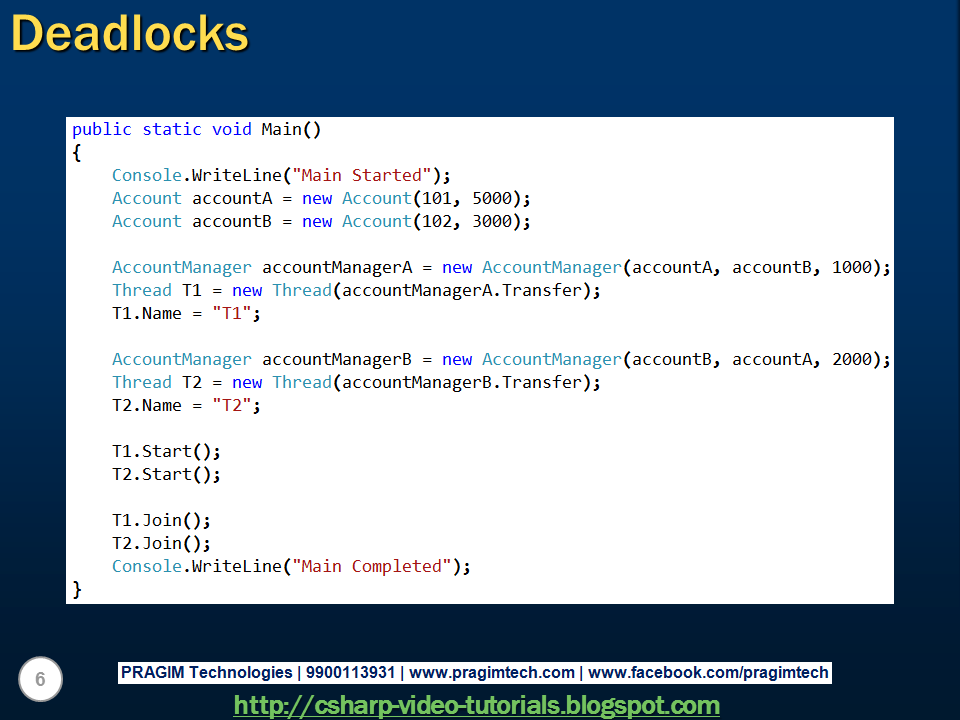 Deadlocks
public static void Main()
{
    Console.WriteLine("Main Started");
    Account accountA = new Account(101, 5000);
    Account accountB = new Account(102, 3000);

    AccountManager accountManagerA = new AccountManager(accountA, accountB, 1000);
    Thread T1 = new Thread(accountManagerA.Transfer);
    T1.Name = "T1";

    AccountManager accountManagerB = new AccountManager(accountB, accountA, 2000);
    Thread T2 = new Thread(accountManagerB.Transfer);
    T2.Name = "T2";

    T1.Start();
    T2.Start();

    T1.Join();
    T2.Join();
    Console.WriteLine("Main Completed");
}
6
PRAGIM Technologies | 9900113931 | www.pragimtech.com | www.facebook.com/pragimtech
http://csharp-video-tutorials.blogspot.com